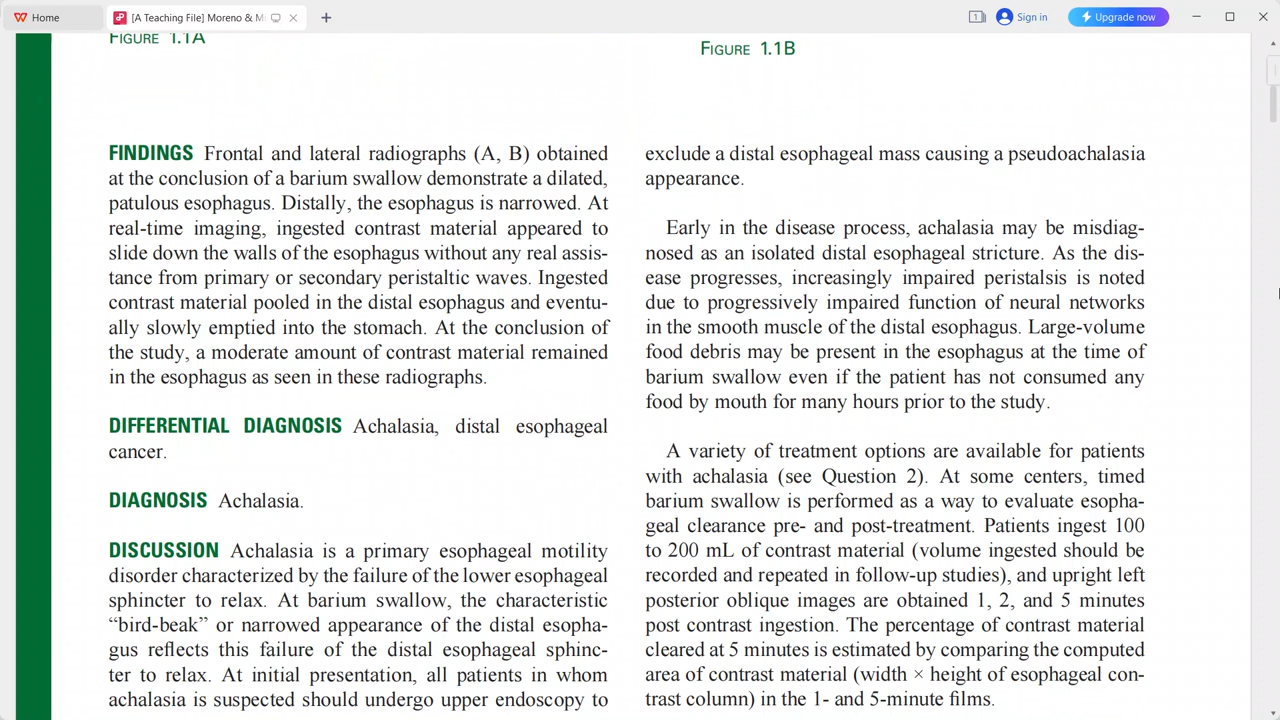 Home
[A Teaching File] Moreno & M
1
Sign in
Upgrade now
FIGURE 1.1A
FIGURE 1.1B
FINDINGS Frontal and lateral radiographs (A, B) obtained
at the conclusion of a barium swallow demonstrate a dilated,
patulous esophagus. Distally, the esophagus is narrowed. At
real-time imaging, ingested contrast material appeared to
slide down the walls of the esophagus without any real assis-
tance from primary or secondary peristaltic waves. Ingested
contrast material pooled in the distal esophagus and eventu-
ally slowly emptied into the stomach. At the conclusion of
the study, a moderate amount of contrast material remained
in the esophagus as seen in these radiographs.
DIFFERENTIAL DIAGNOSIS Achalasia, distal esophageal
cancer.
DIAGNOSIS Achalasia.
DISCUSSION Achalasia is a primary esophageal motility
disorder characterized by the failure of the lower esophageal
sphincter to relax. At barium swallow, the characteristic
“bird-beak” or narrowed appearance of the distal esopha-
gus reflects this failure of the distal esophageal sphinc-
ter to relax. At initial presentation, all patients in whom
achalasia is suspected should undergo upper endoscopy to
exclude a distal esophageal mass causing a pseudoachalasia
appearance.
Early in the disease process, achalasia may be misdiag-
nosed as an isolated distal esophageal stricture. As the dis-
ease progresses, increasingly impaired peristalsis is noted
due to progressively impaired function of neural networks
in the smooth muscle of the distal esophagus. Large-volume
food debris may be present in the esophagus at the time of
barium swallow even if the patient has not consumed any
food by mouth for many hours prior to the study.
A variety of treatment options are available for patients
with achalasia (see Question 2). At some centers, timed
barium swallow is performed as a way to evaluate esopha-
geal clearance pre- and post-treatment. Patients ingest 100
to 200 mL of contrast material (volume ingested should be
recorded and repeated in follow-up studies), and upright left
posterior oblique images are obtained 1, 2, and 5 minutes
post contrast ingestion. The percentage of contrast material
cleared at 5 minutes is estimated by comparing the computed
area of contrast material (width × height of esophageal con-
trast column) in the 1- and 5-minute films.